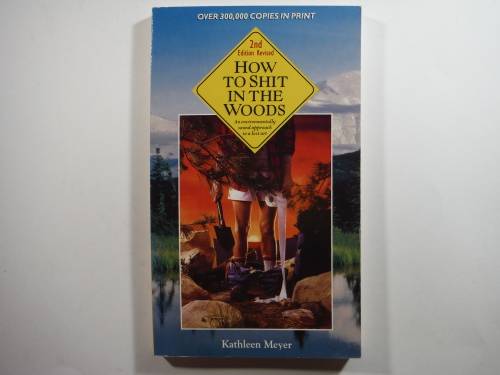 OVER 300,000 COPIES IN PRINT
2nd
Edition Revised
HOW
TO SHIT
IN THE
WOODS
An environmentally
sound approach
to a lost art
Kathleen Meyer